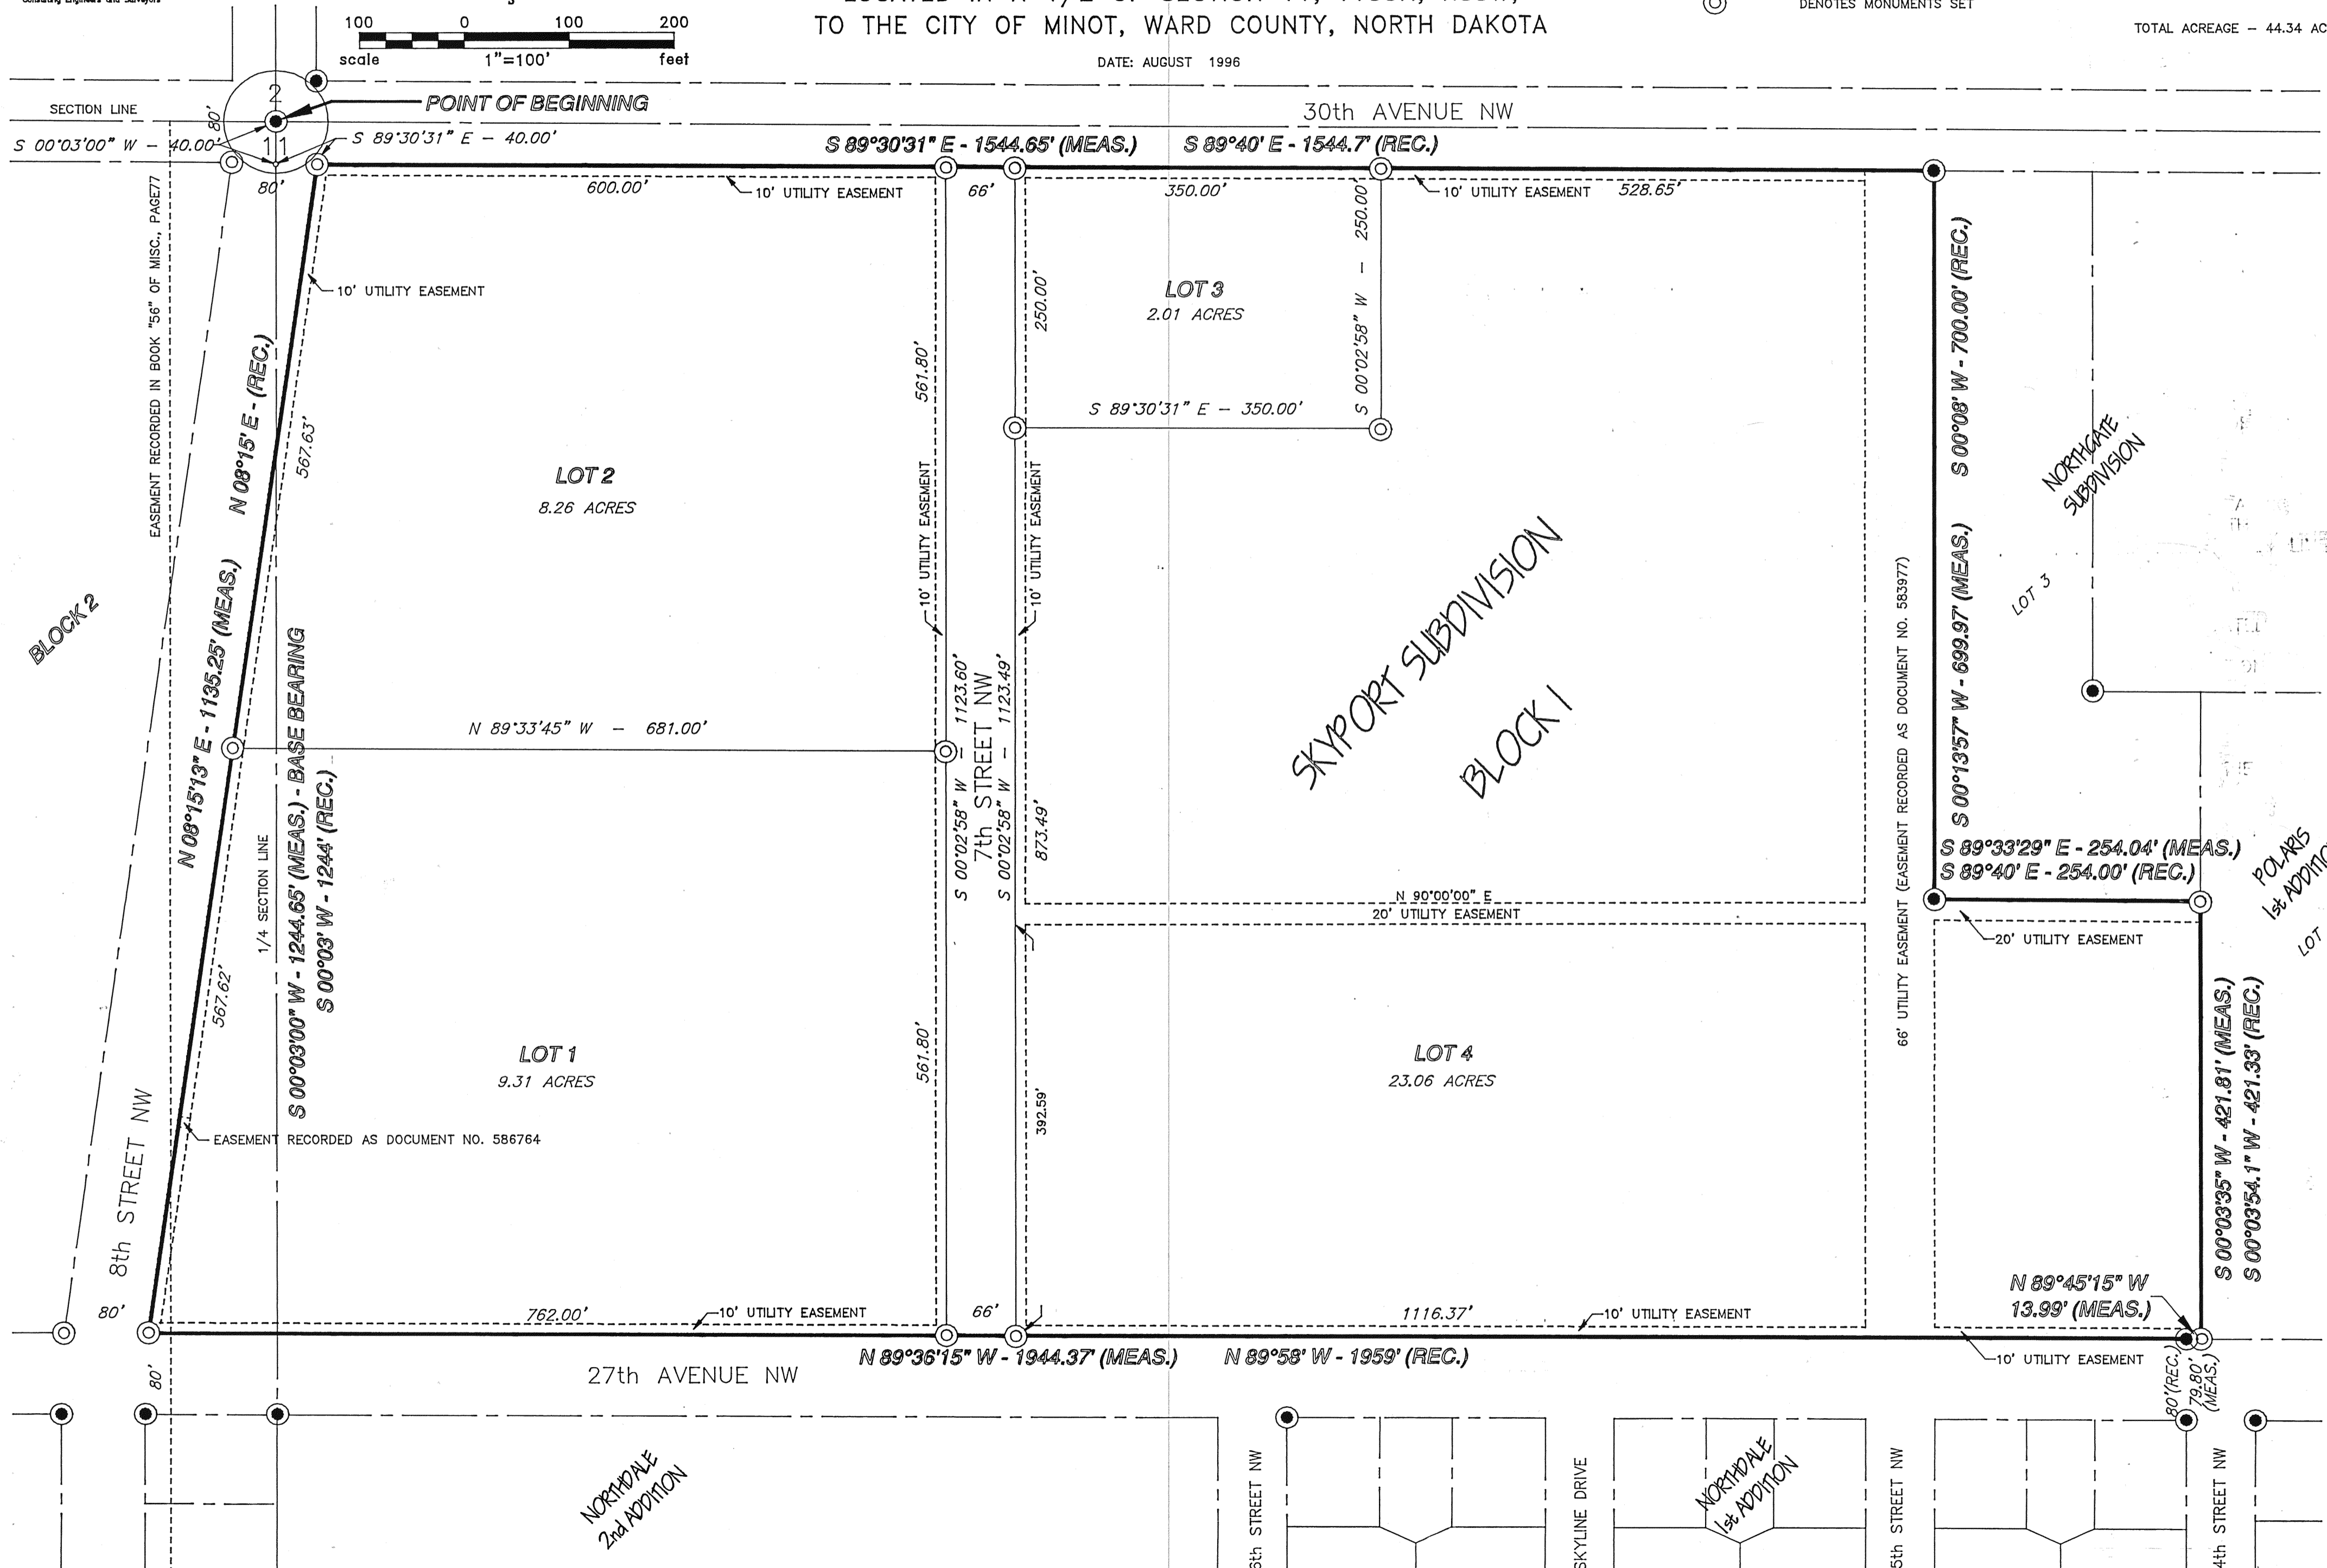 Consulting Engineers and Surveyors
100 0 100 200
scale 1"=100' feet
TO THE CITY OF MINOT, WARD COUNTY, NORTH DAKOTA
DATE: AUGUST 1996
DENOTES MONUMENTS SET
TOTAL ACREAGE – 44.34 AC
SECTION LINE
80'
2
11
POINT OF BEGINNING
30th AVENUE NW
S 00°03'00" W – 40.00'
S 89°30'31" E – 40.00'
80'
S 89°30'31" E - 1544.65' (MEAS.) S 89°40' E - 1544.7' (REC.)
600.00'
10' UTILITY EASEMENT
66'
350.00'
10' UTILITY EASEMENT
528.65'
EASEMENT RECORDED IN BOOK "56" OF MISC., PAGE77
10' UTILITY EASEMENT
N 08°15'13" E - 1135.25' (MEAS.) N 08°15' E - (REC.)
567.63'
LOT 2
8.26 ACRES
561.80'
250.00'
LOT 3
2.01 ACRES
S 00°02'58" W – 250.00'
S 89°30'31" E – 350.00'
10' UTILITY EASEMENT
10' UTILITY EASEMENT
S 00°13'57" W - 699.97' (MEAS.) S 00°08' W - 700.00' (REC.)
NORTHGATE
SUBDIVISION
LOT 3
BLOCK 2
SKYPORT SUBDIVISION
BLOCK 1
66' UTILITY EASEMENT (EASEMENT RECORDED AS DOCUMENT NO. 583977)
N 89°33'45" W – 681.00'
S 00°02'58" W – 1123.60'
7th STREET NW
S 00°02'58" W – 1123.49'
873.49'
1/4 SECTION LINE
S 00°03'00" W - 1244.65' (MEAS.) - BASE BEARING
S 00°03' W - 1244' (REC.)
S 89°33'29" E - 254.04' (MEAS.)
S 89°40' E - 254.00' (REC.)
POLARIS
1st ADDITIO
LOT
N 90°00'00" E
20' UTILITY EASEMENT
20' UTILITY EASEMENT
567.62'
LOT 1
9.31 ACRES
561.80'
392.59'
LOT 4
23.06 ACRES
S 00°03'35" W - 421.81' (MEAS.)
S 00°03'54.1" W - 421.33' (REC.)
EASEMENT RECORDED AS DOCUMENT NO. 586764
8th STREET NW
N 89°45'15" W
13.99' (MEAS.)
80'
762.00'
10' UTILITY EASEMENT
66'
1116.37'
10' UTILITY EASEMENT
N 89°36'15" W - 1944.37' (MEAS.) N 89°58' W - 1959' (REC.)
10' UTILITY EASEMENT
80'
27th AVENUE NW
80' (REC.)
79.80'
(MEAS.)
NORTHDALE
2nd ADDITION
6th STREET NW
SKYLINE DRIVE
NORTHDALE
1st ADDITION
5th STREET NW
4th STREET NW